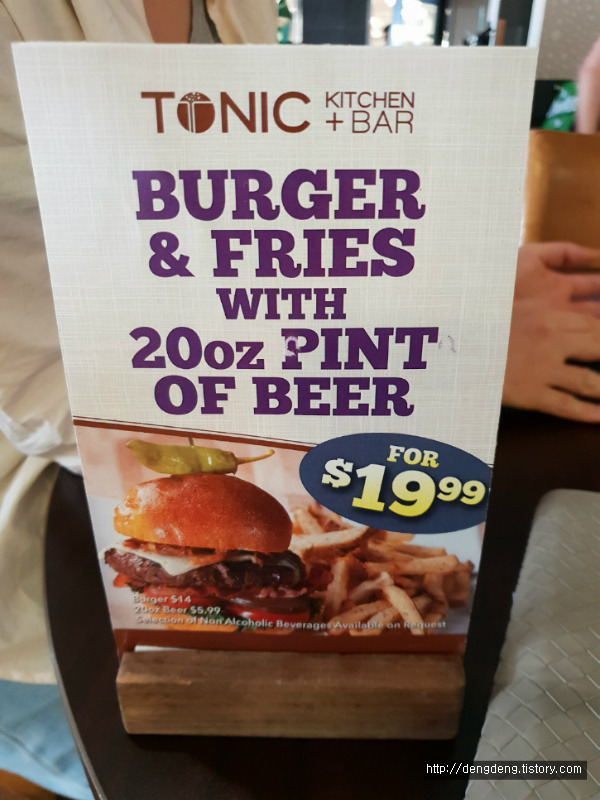 TONIC KITCHEN
+ BAR
BURGER
& FRIES
WITH
20oz PINT
OF BEER
FOR
$19.99
Burger $14
20oz Beer $5.99
Selection of Non Alcoholic Beverages Available on Request
http://dengdeng.tistory.com